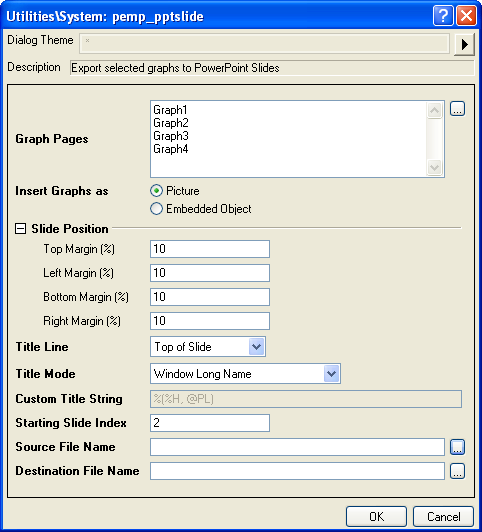 Utilities\System: pemp_pptslide
Dialog Theme *
Description Export selected graphs to PowerPoint Slides
Graph Pages
Graph1
Graph2
Graph3
Graph4
...
Insert Graphs as
Picture
Embedded Object
Slide Position
Top Margin (%) 10
Left Margin (%) 10
Bottom Margin (%) 10
Right Margin (%) 10
Title Line Top of Slide
Title Mode Window Long Name
Custom Title String %(%H, @PL)
Starting Slide Index 2
Source File Name ...
Destination File Name ...
OK Cancel